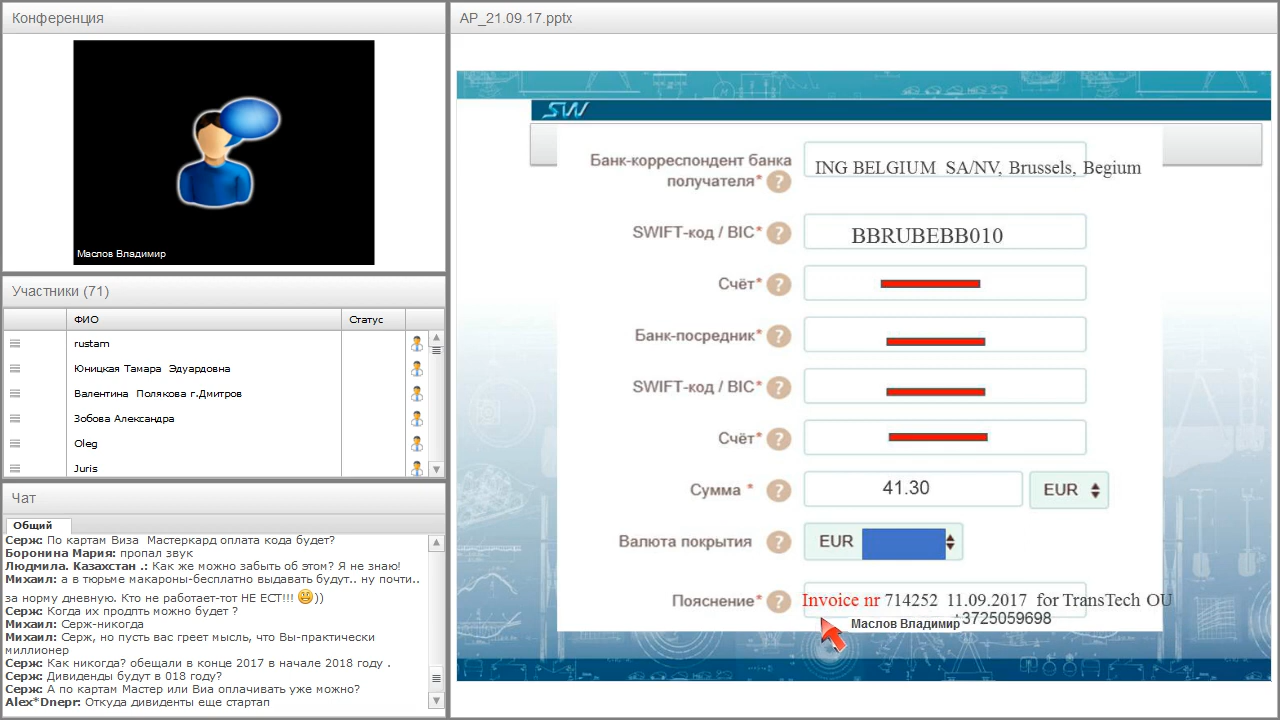 Конференция
Маслов Владимир
Участники (71)
ФИО
Статус
rustam
Юницкая Тамара Эдуардовна
Валентина Полякова г.Дмитров
Зобова Александра
Oleg
Juris
Чат
Общий
Серж: По картам Виза Мастеркард оплата кода будет?
Боронина Мария: пропал звук
Людмила. Казахстан .: Как же можно забыть об этом? Я не знаю!
Михаил: а в тюрьме макароны-бесплатно выдавать будут.. ну почти..
за норму дневную. Кто не работает-тот НЕ ЕСТ!!! ))
Серж: Когда их продпть можно будет ?
Михаил: Серж-никогда
Михаил: Серж, но пусть вас греет мысль, что Вы-практически
миллионер
Серж: Как никогда? обещали в конце 2017 в начале 2018 году .
Серж: Дивиденды будут в 018 году?
Серж: А по картам Мастер или Виа оплачивать уже можно?
Alex*Dnepr: Откуда дивиденты еще стартап
AP_21.09.17.pptx
SW
Банк-корреспондент банка
получателя* ?
ING BELGIUM SA/NV, Brussels, Begium
SWIFT-код / BIC* ?
BBRUBEBB010
Счёт* ?
Банк-посредник* ?
SWIFT-код / BIC* ?
Счёт* ?
Сумма * ?
41.30
EUR
Валюта покрытия ?
EUR
Пояснение* ?
Invoice nr 714252 11.09.2017 for TransTech OU
3725059698
Маслов Владимир